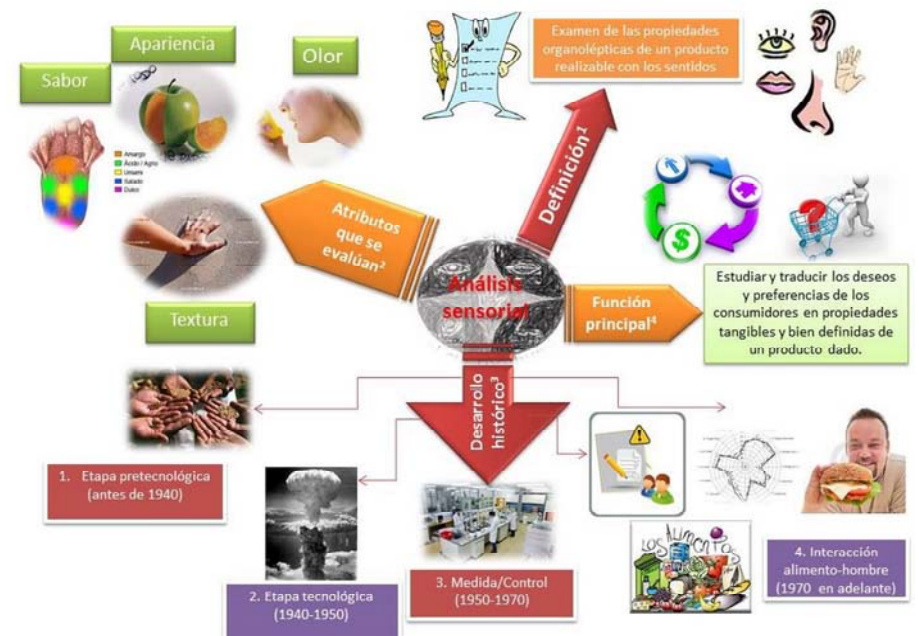 Sabor
Apariencia
Olor
Amargo
Ácido / Agrio
Umami
Salado
Dulce
Atributos
que se
evalúan²
Textura
Análisis
sensorial
Definición¹
Examen de las propiedades
organolépticas de un producto
realizable con los sentidos
Función
principal⁴
Estudiar y traducir los deseos
y preferencias de los
consumidores en propiedades
tangibles y bien definidas de
un producto dado.
Desarrollo
histórico³
1. Etapa pretecnológica
(antes de 1940)
2. Etapa tecnológica
(1940-1950)
3. Medida/Control
(1950-1970)
Los Alimentos
4. Interacción
alimento-hombre
(1970 en adelante)